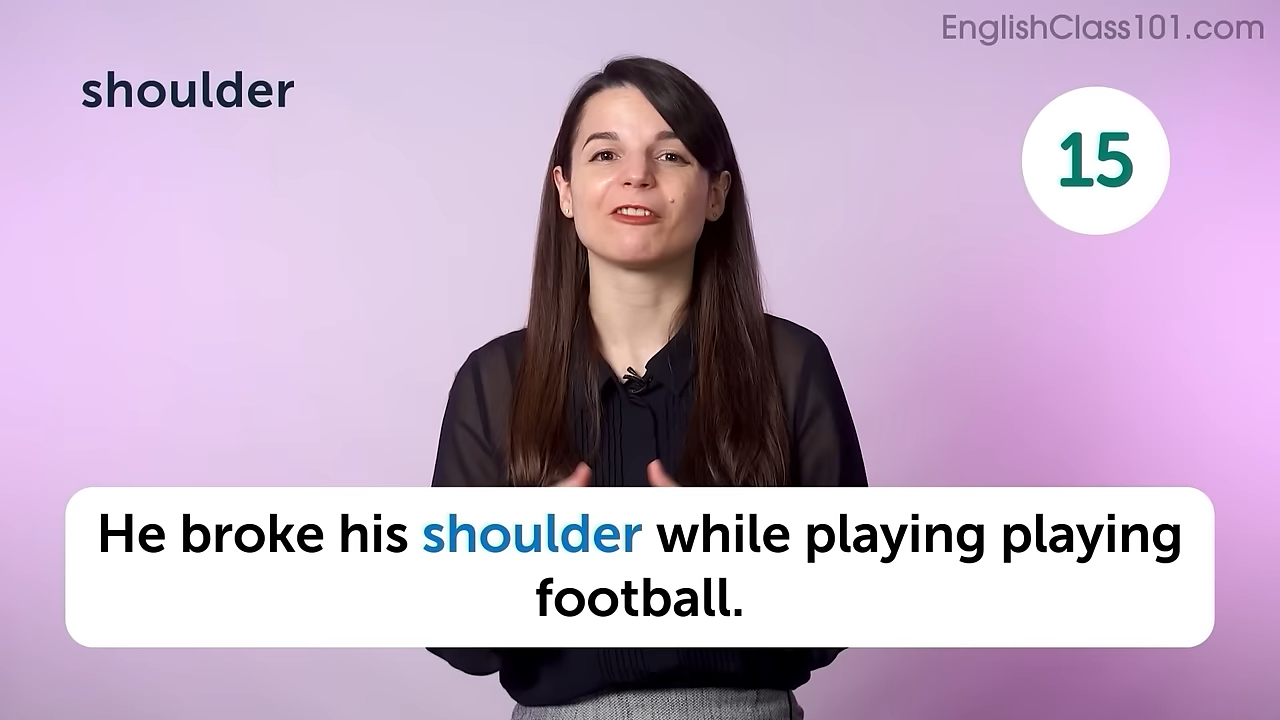 EnglishClass101.com
shoulder
15
He broke his shoulder while playing playing
football.